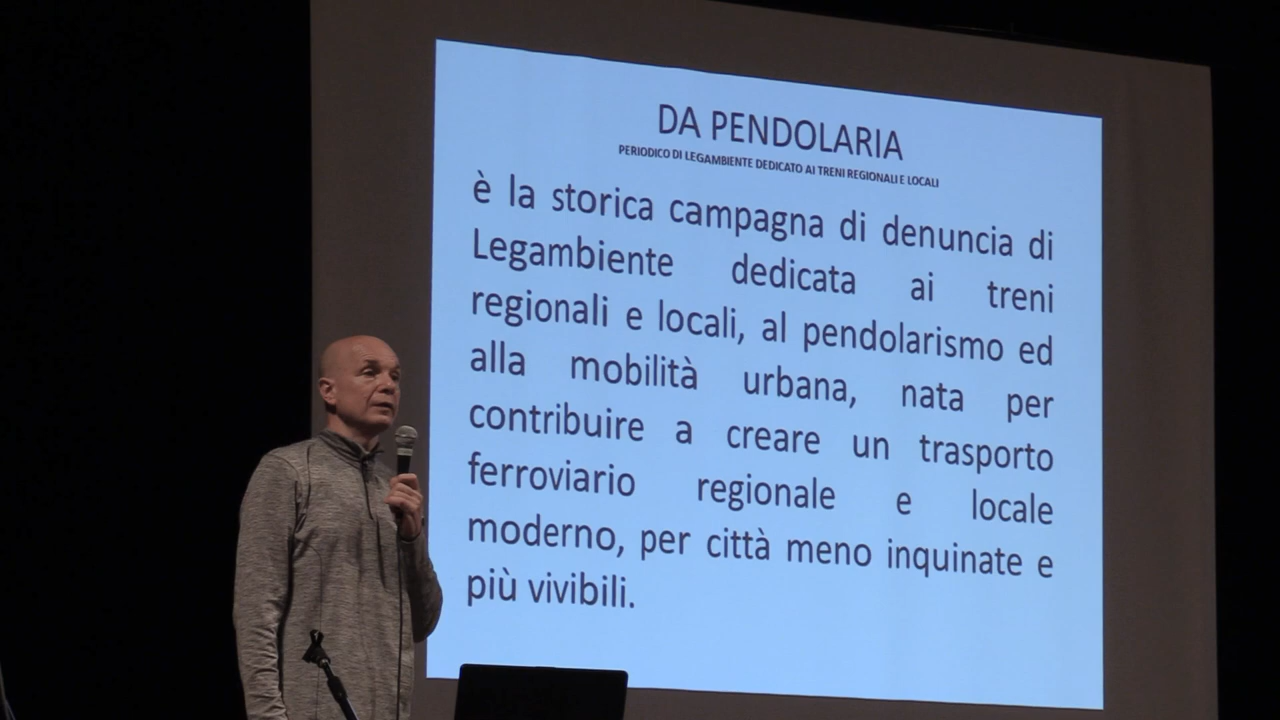 DA PENDOLARIA
PERIODICO DI LEGAMBIENTE DEDICATO AI TRENI REGIONALI E LOCALI
è la storica campagna di denuncia di
Legambiente dedicata ai treni
regionali e locali, al pendolarismo ed
alla mobilità urbana, nata per
contribuire a creare un trasporto
ferroviario regionale e locale
moderno, per città meno inquinate e
più vivibili.